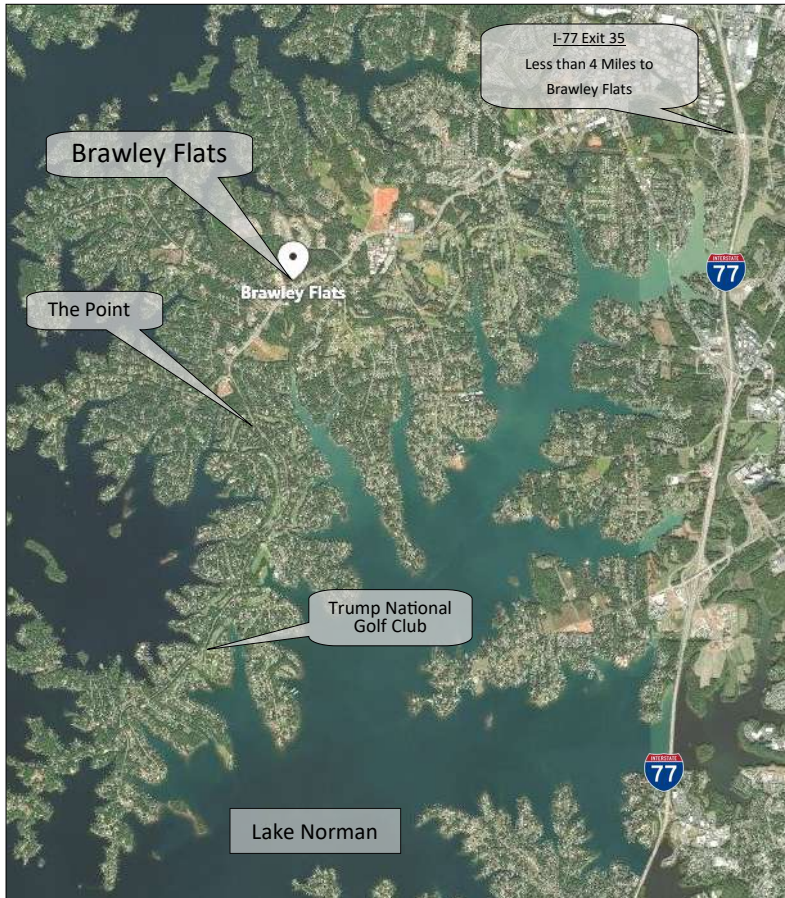 I-77 Exit 35
Less than 4 Miles to
Brawley Flats
Brawley Flats
Brawley Flats
INTERSTATE
77
The Point
Trump National
Golf Club
INTERSTATE
77
Lake Norman